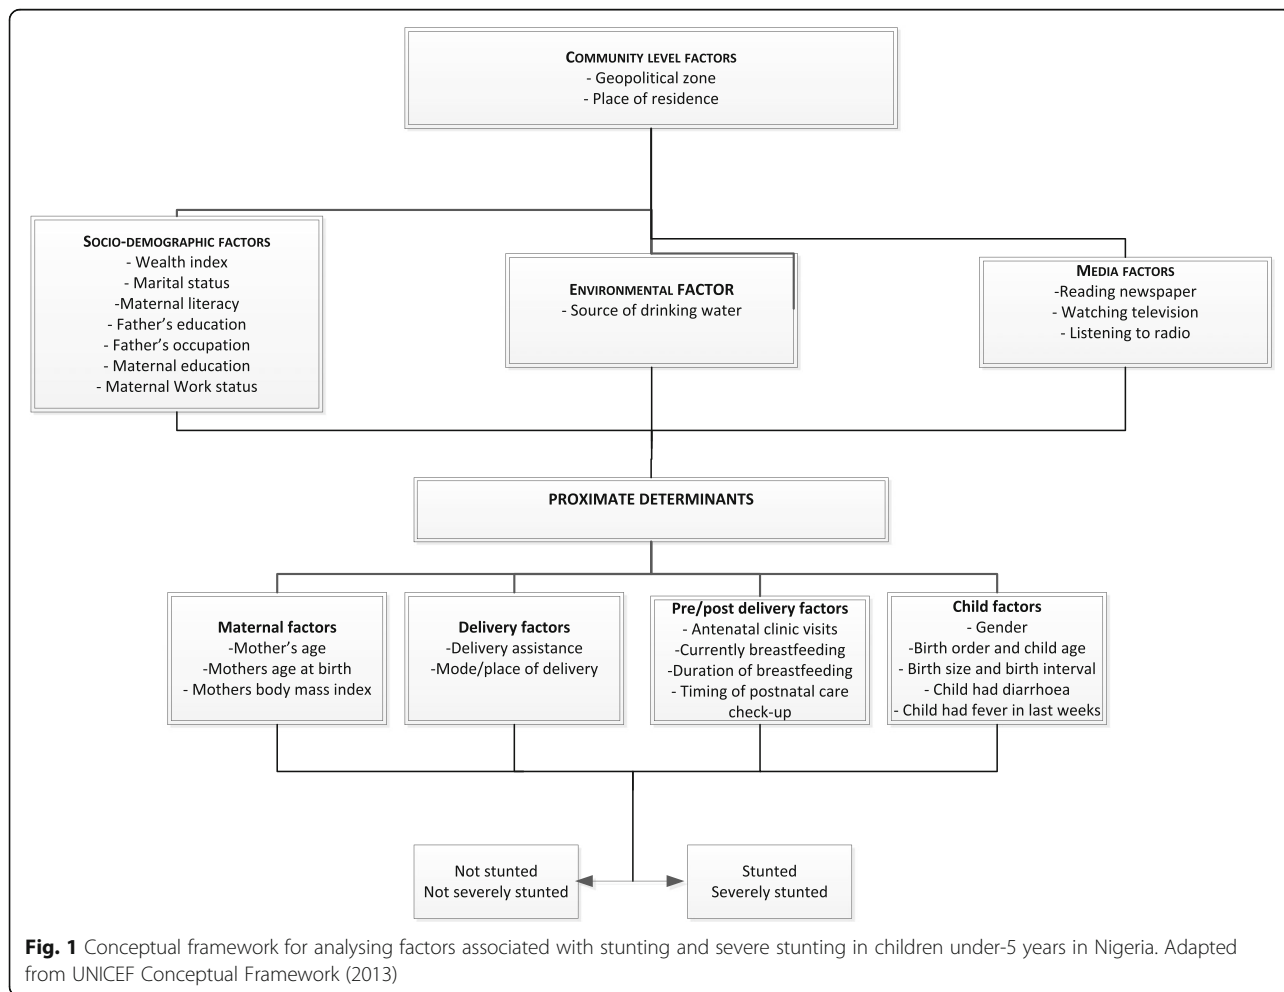 COMMUNITY LEVEL FACTORS
- Geopolitical zone
- Place of residence
SOCIO-DEMOGRAPHIC FACTORS
- Wealth index
- Marital status
-Maternal literacy
- Father's education
- Father's occupation
- Maternal education
- Maternal Work status
ENVIRONMENTAL FACTOR
- Source of drinking water
MEDIA FACTORS
-Reading newspaper
- Watching television
- Listening to radio
PROXIMATE DETERMINANTS
Maternal factors
-Mother's age
-Mothers age at birth
- Mothers body mass index
Delivery factors
-Delivery assistance
-Mode/place of delivery
Pre/post delivery factors
- Antenatal clinic visits
-Currently breastfeeding
-Duration of breastfeeding
- Timing of postnatal care
check-up
Child factors
- Gender
-Birth order and child age
- Birth size and birth interval
- Child had diarrhoea
- Child had fever in last weeks
Not stunted
Not severely stunted
Stunted
Severely stunted
Fig. 1 Conceptual framework for analysing factors associated with stunting and severe stunting in children under-5 years in Nigeria. Adapted
from UNICEF Conceptual Framework (2013)